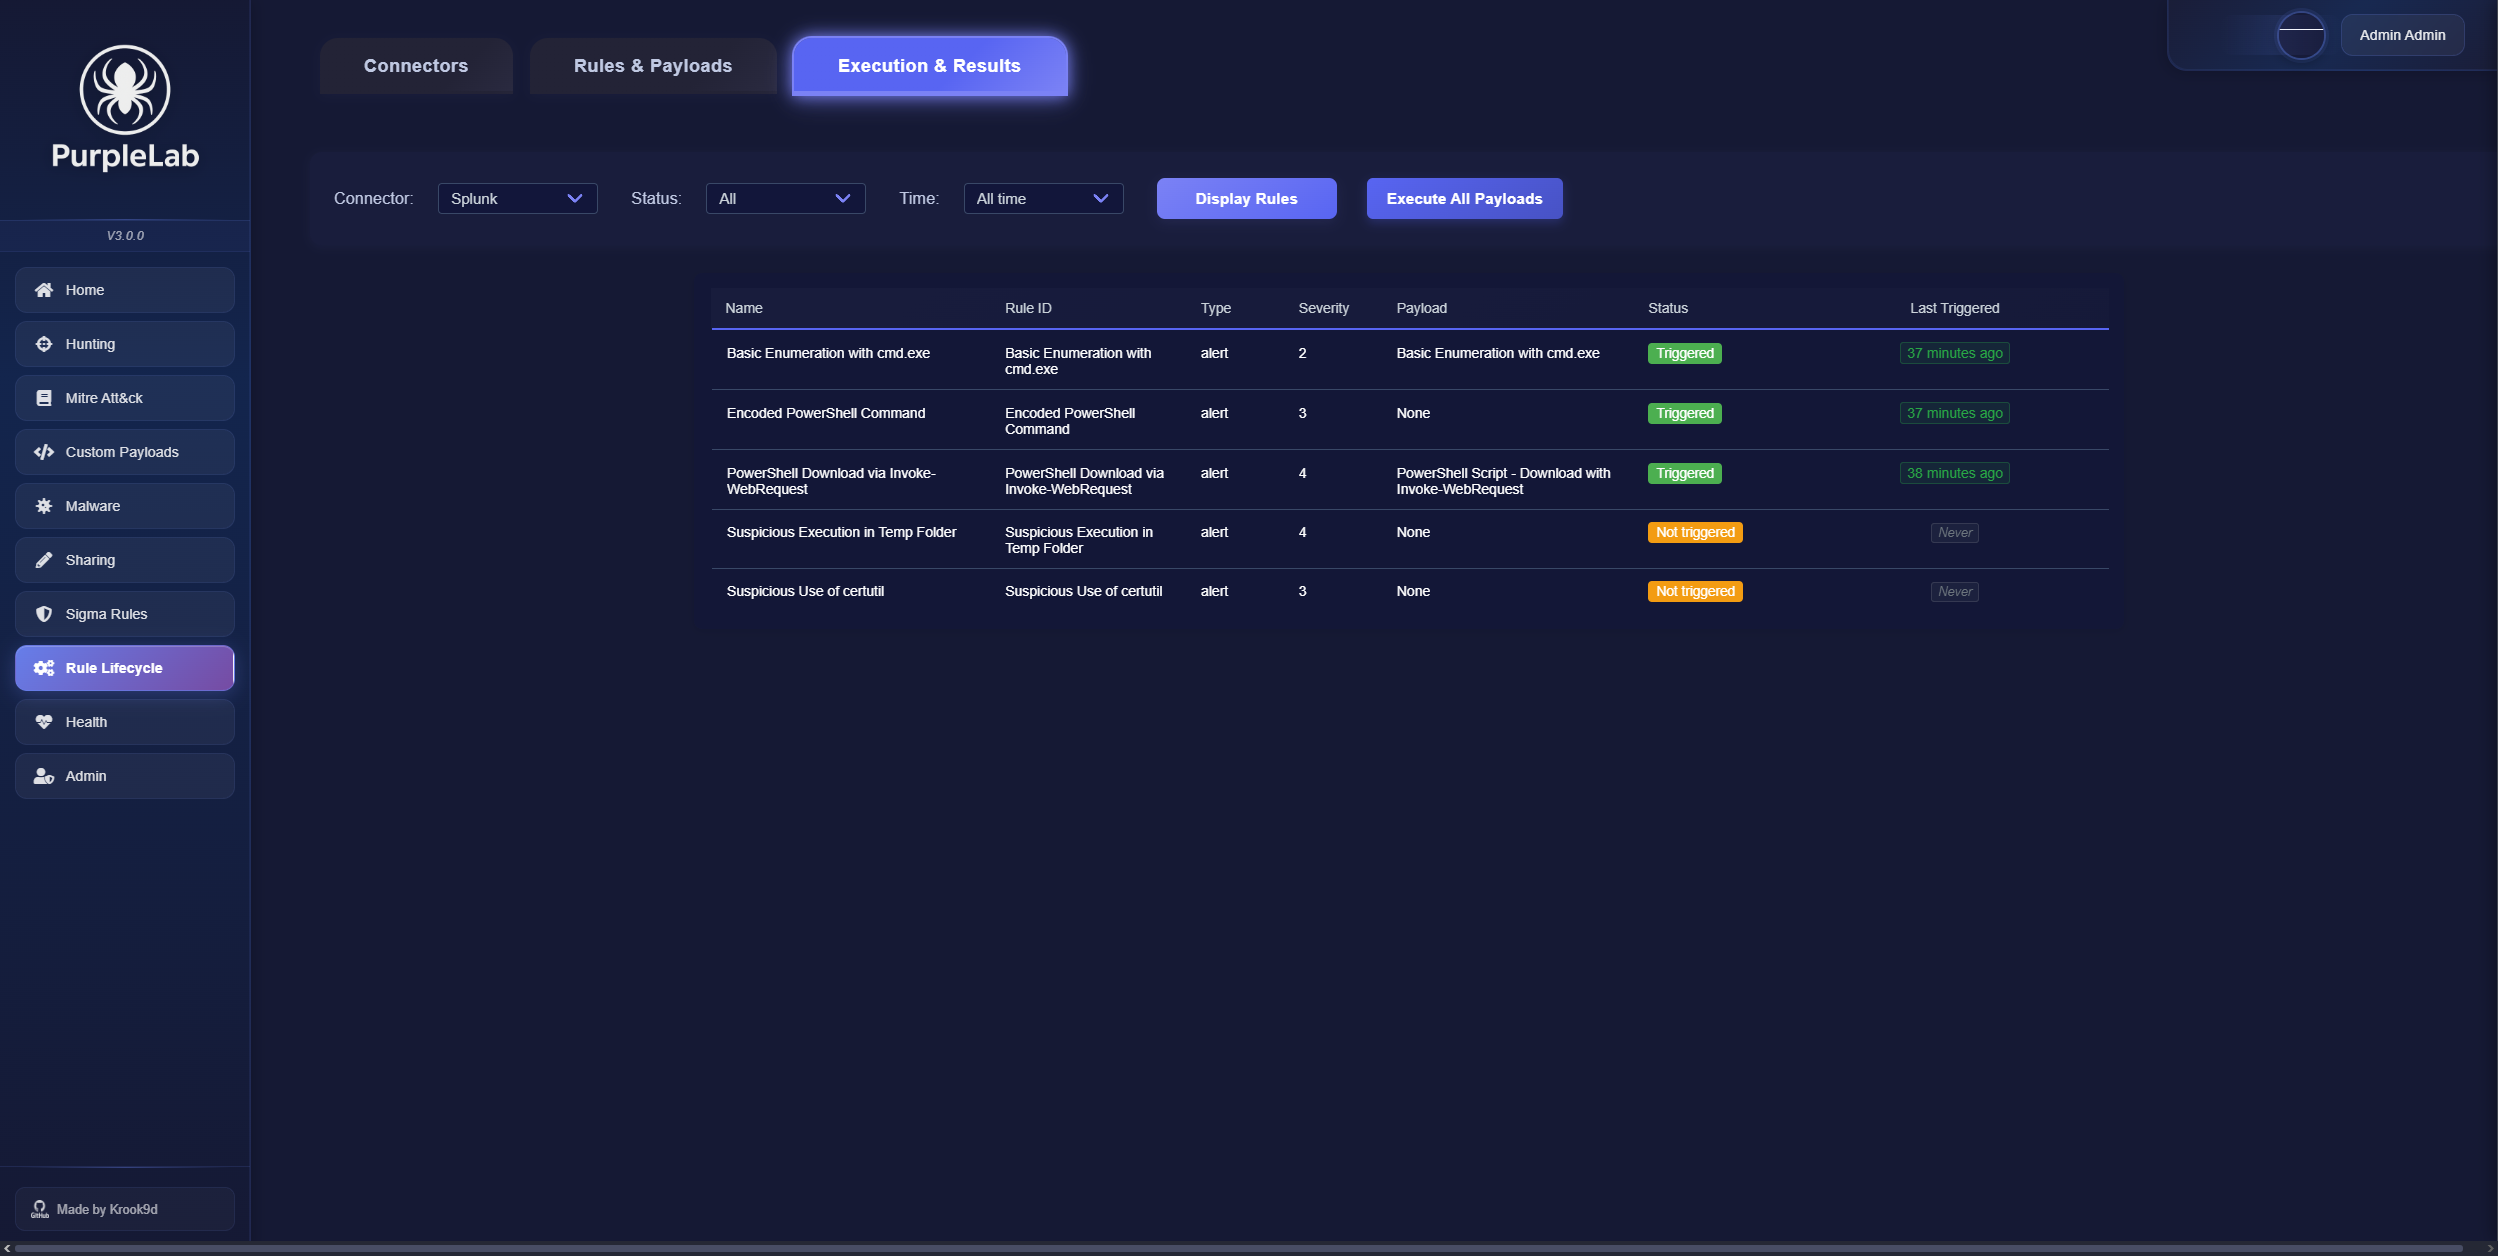 PurpleLab
V3.0.0
Home
Hunting
Mitre Att&ck
Custom Payloads
Malware
Sharing
Sigma Rules
Rule Lifecycle
Health
Admin
GitHub
Made by Krook9d
Connectors
Rules & Payloads
Execution & Results
Admin Admin
Connector:
Splunk
Status:
All
Time:
All time
Display Rules
Execute All Payloads
Name Rule ID Type Severity Payload Status Last Triggered
Basic Enumeration with cmd.exe
Basic Enumeration with
cmd.exe
alert
2
Basic Enumeration with cmd.exe
Triggered
37 minutes ago
Encoded PowerShell Command
Encoded PowerShell
Command
alert
3
None
Triggered
37 minutes ago
PowerShell Download via Invoke-
WebRequest
PowerShell Download via
Invoke-WebRequest
alert
4
PowerShell Script - Download with
Invoke-WebRequest
Triggered
38 minutes ago
Suspicious Execution in Temp Folder
Suspicious Execution in
Temp Folder
alert
4
None
Not triggered
Never
Suspicious Use of certutil
Suspicious Use of certutil
alert
3
None
Not triggered
Never